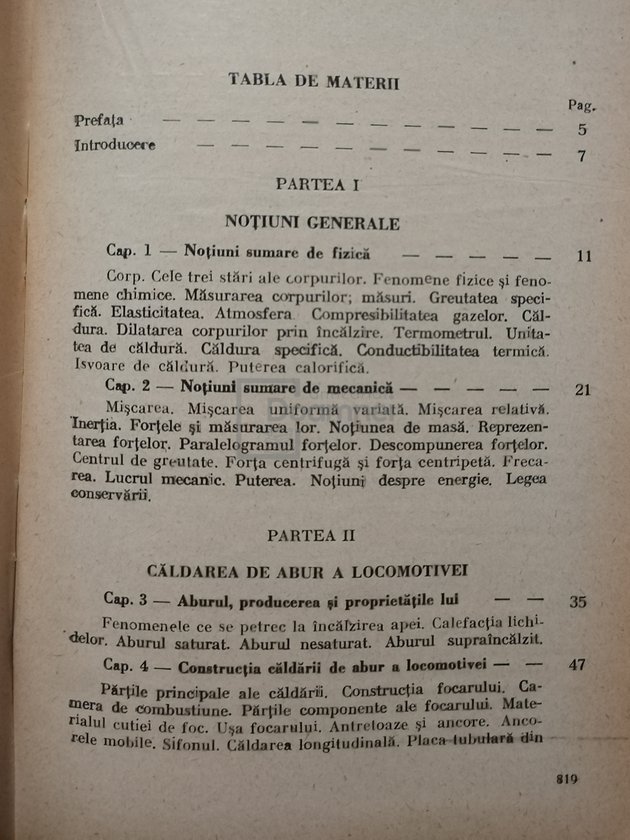 TABLA DE MATERII
Pag.
Prefața — — — — — — — — — — — — — — 5
Introducere — — — — — — — — — — — — — 7
PARTEA I
NOȚIUNI GENERALE
Cap. 1 — Noțiuni sumare de fizică — — — — — — 11
Corp. Cele trei stări ale corpurilor. Fenomene fizice și feno-
mene chimice. Măsurarea corpurilor; măsuri. Greutatea speci-
fică. Elasticitatea. Atmosfera. Compresibilitatea gazelor. Căl-
dura. Dilatarea corpurilor prin încălzire. Termometrul. Unita-
tea de căldură. Căldura specifică. Conductibilitatea termică.
Isvoare de căldură. Puterea calorifică.
Cap. 2 — Noțiuni sumare de mecanică — — — — — 21
Mișcarea. Mișcarea uniformă variată. Mișcarea relativă.
Inerția. Forțele și măsurarea lor. Noțiunea de masă. Reprezen-
tarea forțelor. Paralelogramul forțelor. Descompunerea forțelor.
Centrul de greutate. Forța centrifugă și forța centripetă. Freca-
rea. Lucrul mecanic. Puterea. Noțiuni despre energie. Legea
conservării.
PARTEA II
CĂLDAREA DE ABUR A LOCOMOTIVEI
Cap. 3 — Aburul, producerea și proprietățile lui — — 35
Fenomenele ce se petrec la încălzirea apei. Calefacția lichi-
delor. Aburul saturat. Aburul nesaturat. Aburul supraîncălzit.
Cap. 4 — Construcția căldării de abur a locomotivei — — 47
Părțile principale ale căldării. Construcția focarului. Ca-
mera de combustiune. Părțile componente ale focarului. Mate-
rialul cutiei de foc. Ușa focarului. Antretoaze și ancore. Anco-
rele mobile. Sifonul. Căldarea longitudinală. Placa tubulară din
819